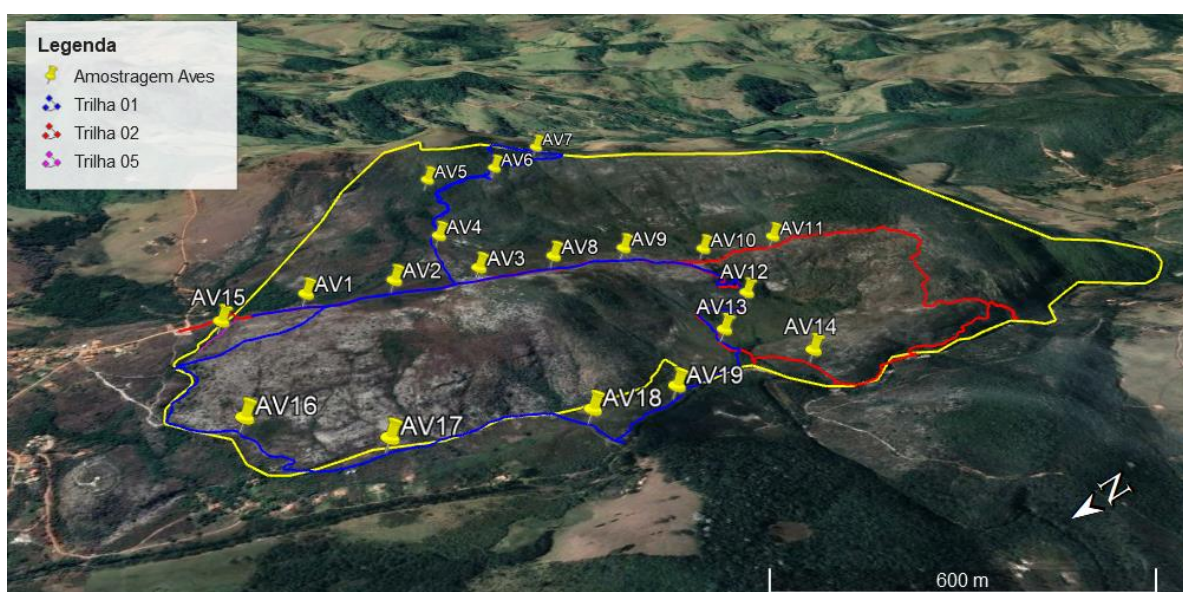 Legenda
Amostragem Aves
Trilha 01
Trilha 02
Trilha 05
AV7
AV6
AV5
AV4
AV11
AV10
AV9
AV8
AV3
AV2
AV12
AV1
AV15
AV13
AV14
AV19
AV18
AV16
AV17
N
600 m